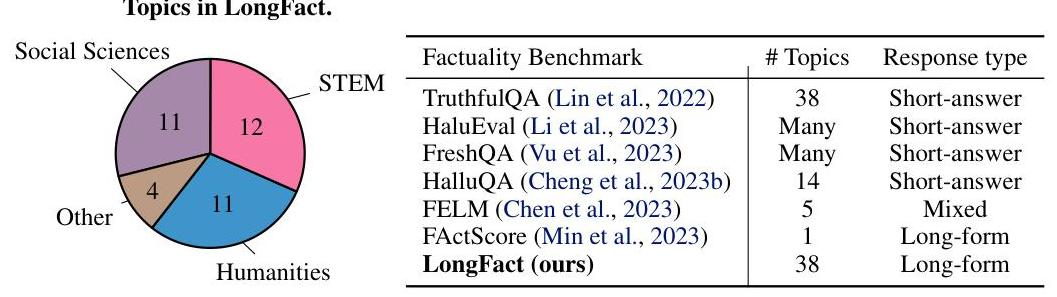 Topics in LongFact.
Social Sciences
STEM
11
12
4
11
Other
Humanities
Factuality Benchmark # Topics Response type
TruthfulQA (Lin et al., 2022) 38 Short-answer
HaluEval (Li et al., 2023) Many Short-answer
FreshQA (Vu et al., 2023) Many Short-answer
HalluQA (Cheng et al., 2023b) 14 Short-answer
FELM (Chen et al., 2023) 5 Mixed
FActScore (Min et al., 2023) 1 Long-form
LongFact (ours) 38 Long-form